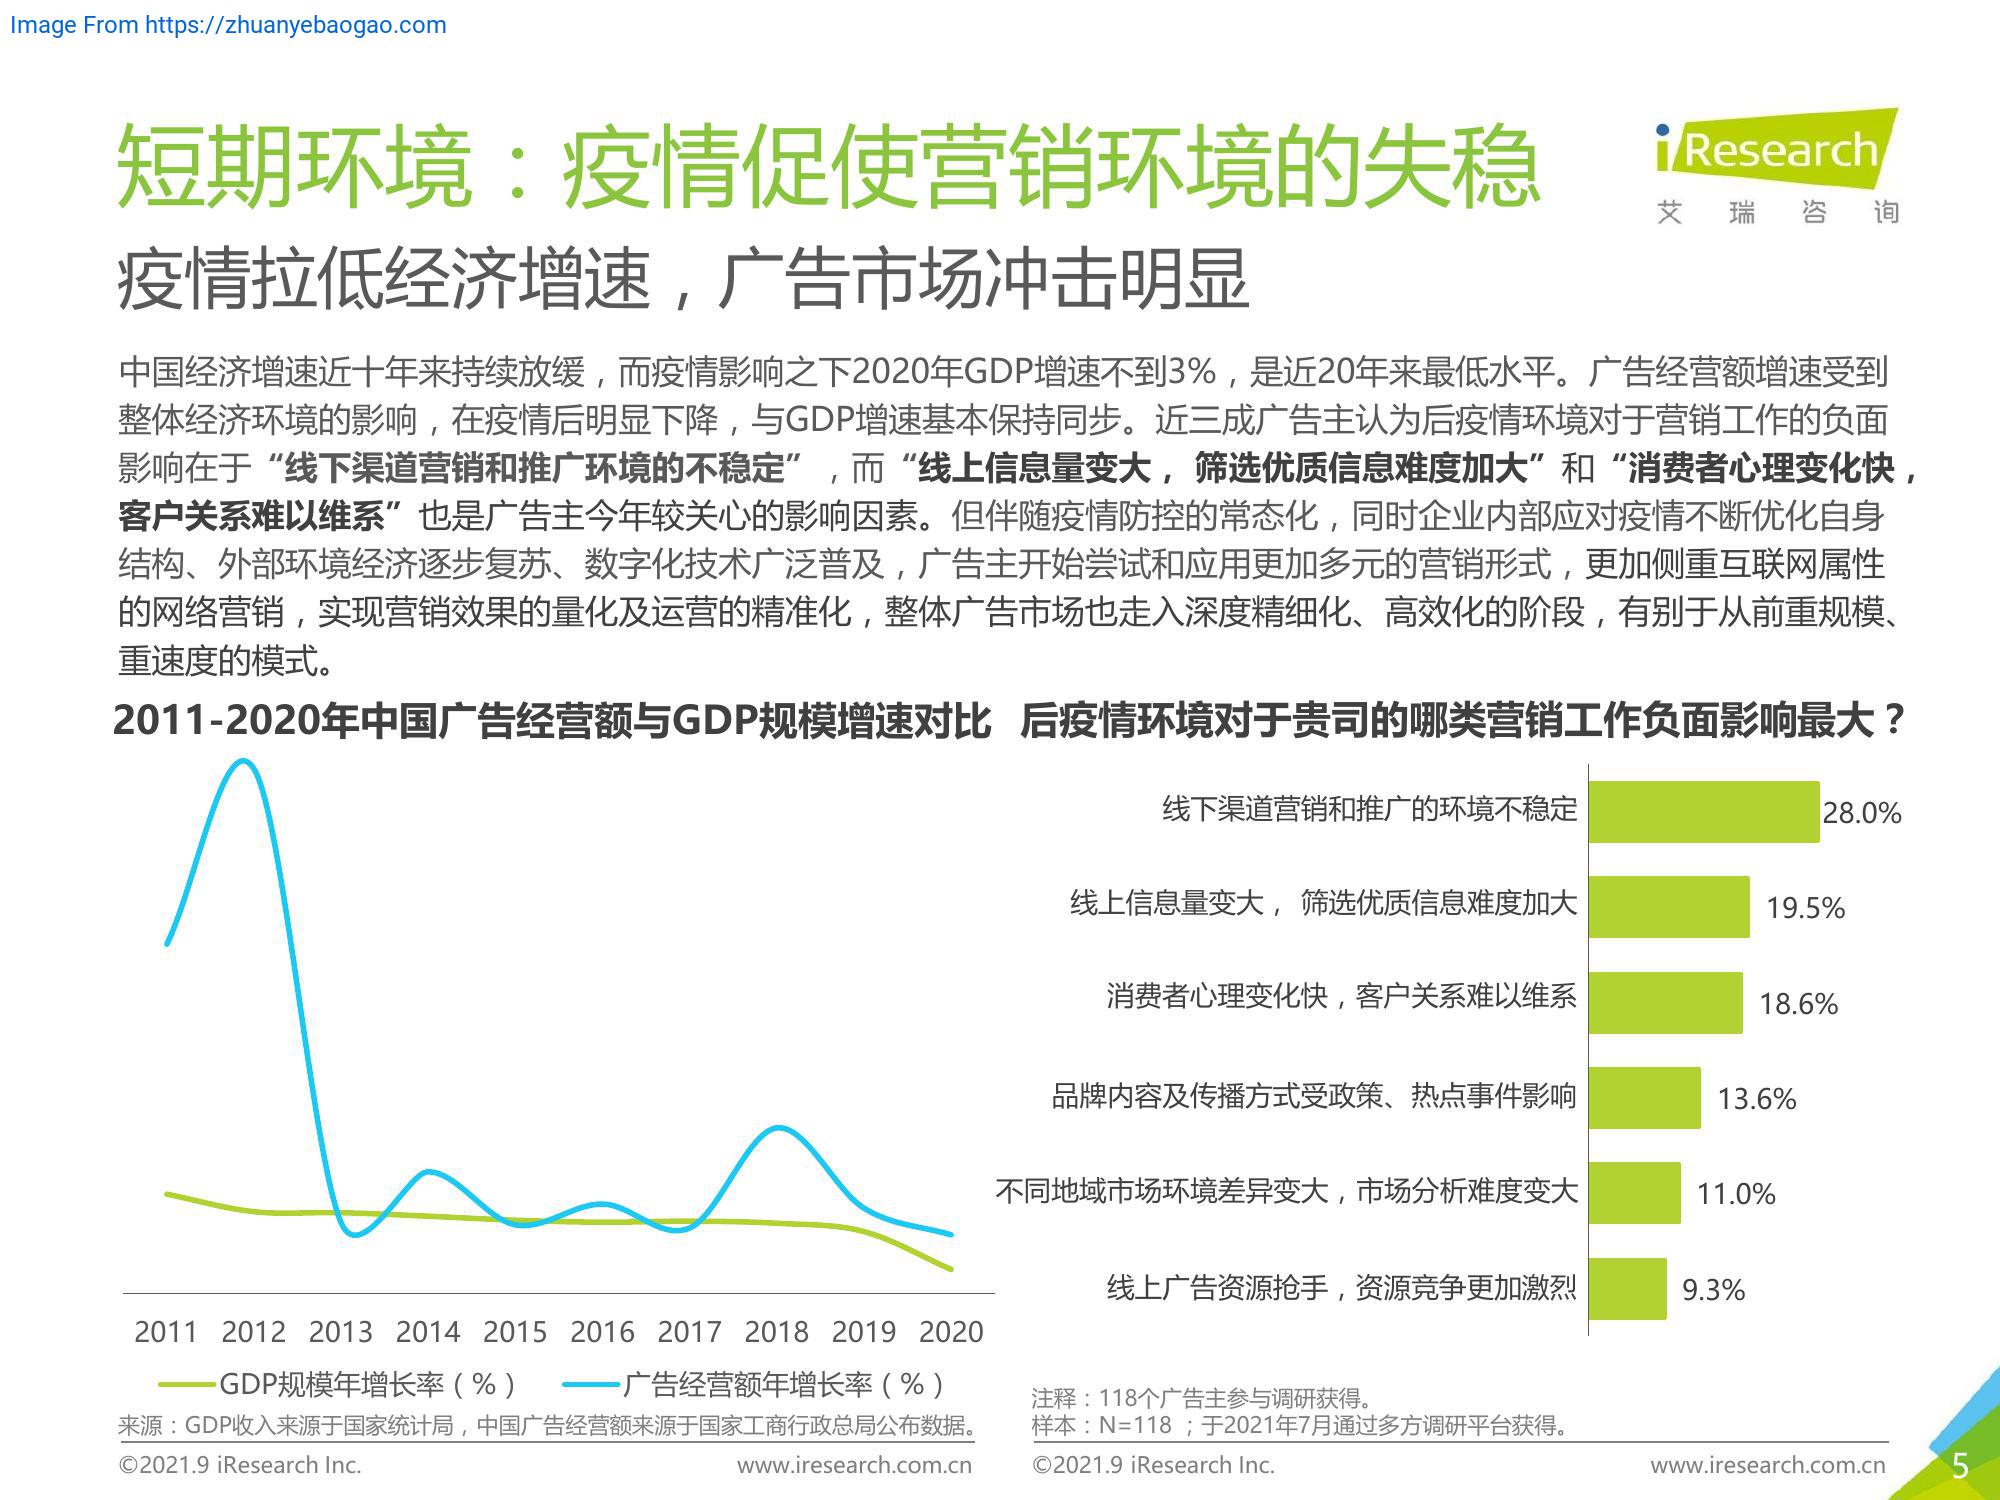 Image From https://zhuanyebaogao.com
短期环境：疫情促使营销环境的失稳
iResearch
艾瑞咨询
疫情拉低经济增速，广告市场冲击明显
中国经济增速近十年来持续放缓，而疫情影响之下2020年GDP增速不到3%，是近20年来最低水平。广告经营额增速受到
整体经济环境的影响，在疫情后明显下降，与GDP增速基本保持同步。近三成广告主认为后疫情环境对于营销工作的负面
影响在于“线下渠道营销和推广环境的不稳定”，而“线上信息量变大， 筛选优质信息难度加大”和“消费者心理变化快，
客户关系难以维系”也是广告主今年较关心的影响因素。但伴随疫情防控的常态化，同时企业内部应对疫情不断优化自身
结构、外部环境经济逐步复苏、数字化技术广泛普及，广告主开始尝试和应用更加多元的营销形式，更加侧重互联网属性
的网络营销，实现营销效果的量化及运营的精准化，整体广告市场也走入深度精细化、高效化的阶段，有别于从前重规模、
重速度的模式。
2011-2020年中国广告经营额与GDP规模增速对比
2011 2012 2013 2014 2015 2016 2017 2018 2019 2020
GDP规模年增长率（%） 广告经营额年增长率（%）
来源：GDP收入来源于国家统计局，中国广告经营额来源于国家工商行政总局公布数据。
©2021.9 iResearch Inc. www.iresearch.com.cn
后疫情环境对于贵司的哪类营销工作负面影响最大？
线下渠道营销和推广的环境不稳定 28.0%
线上信息量变大， 筛选优质信息难度加大 19.5%
消费者心理变化快，客户关系难以维系 18.6%
品牌内容及传播方式受政策、热点事件影响 13.6%
不同地域市场环境差异变大，市场分析难度变大 11.0%
线上广告资源抢手，资源竞争更加激烈 9.3%
注释：118个广告主参与调研获得。
样本：N=118 ；于2021年7月通过多方调研平台获得。
©2021.9 iResearch Inc. www.iresearch.com.cn
5